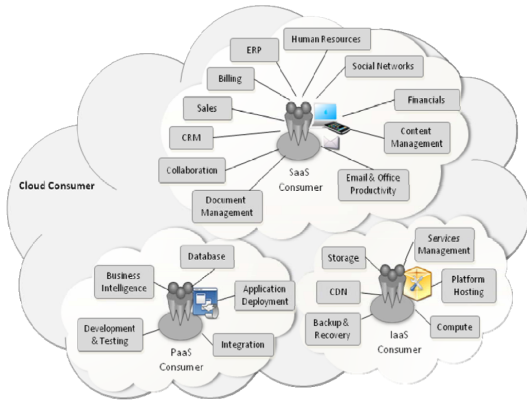 Human Resources
ERP
Social Networks
Billing
Financials
Sales
Content
Management
CRM
Collaboration
SaaS
Consumer
Email & Office
Productivity
Document
Management
Cloud Consumer
Database
Business
Intelligence
Application
Deployment
Development
& Testing
Integration
PaaS
Consumer
Services
Management
Storage
Platform
Hosting
CDN
Backup &
Recovery
Compute
IaaS
Consumer